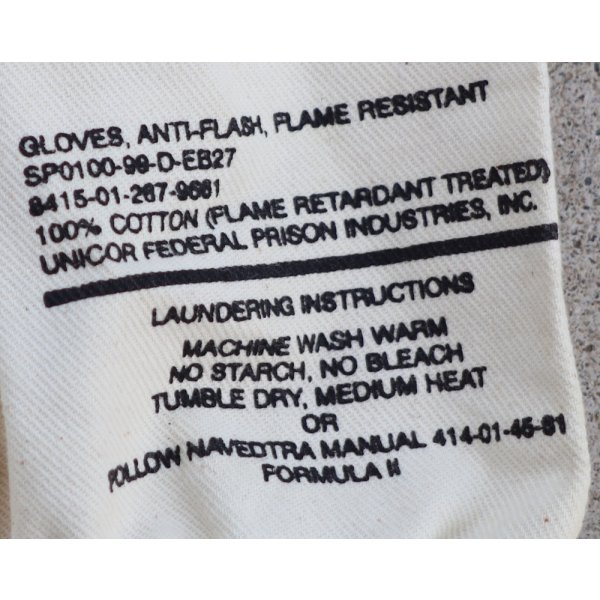 GLOVES, ANTI-FLASH, FLAME RESISTANT
SP0100-99-D-EB27
8415-01-267-9661
100% COTTON (FLAME RETARDANT TREATED)
UNICOR FEDERAL PRISON INDUSTRIES, INC.
LAUNDERING INSTRUCTIONS
MACHINE WASH WARM
NO STARCH, NO BLEACH
TUMBLE DRY, MEDIUM HEAT
OR
FOLLOW NAVEDTRA MANUAL 414-01-45-81
FORMULA II